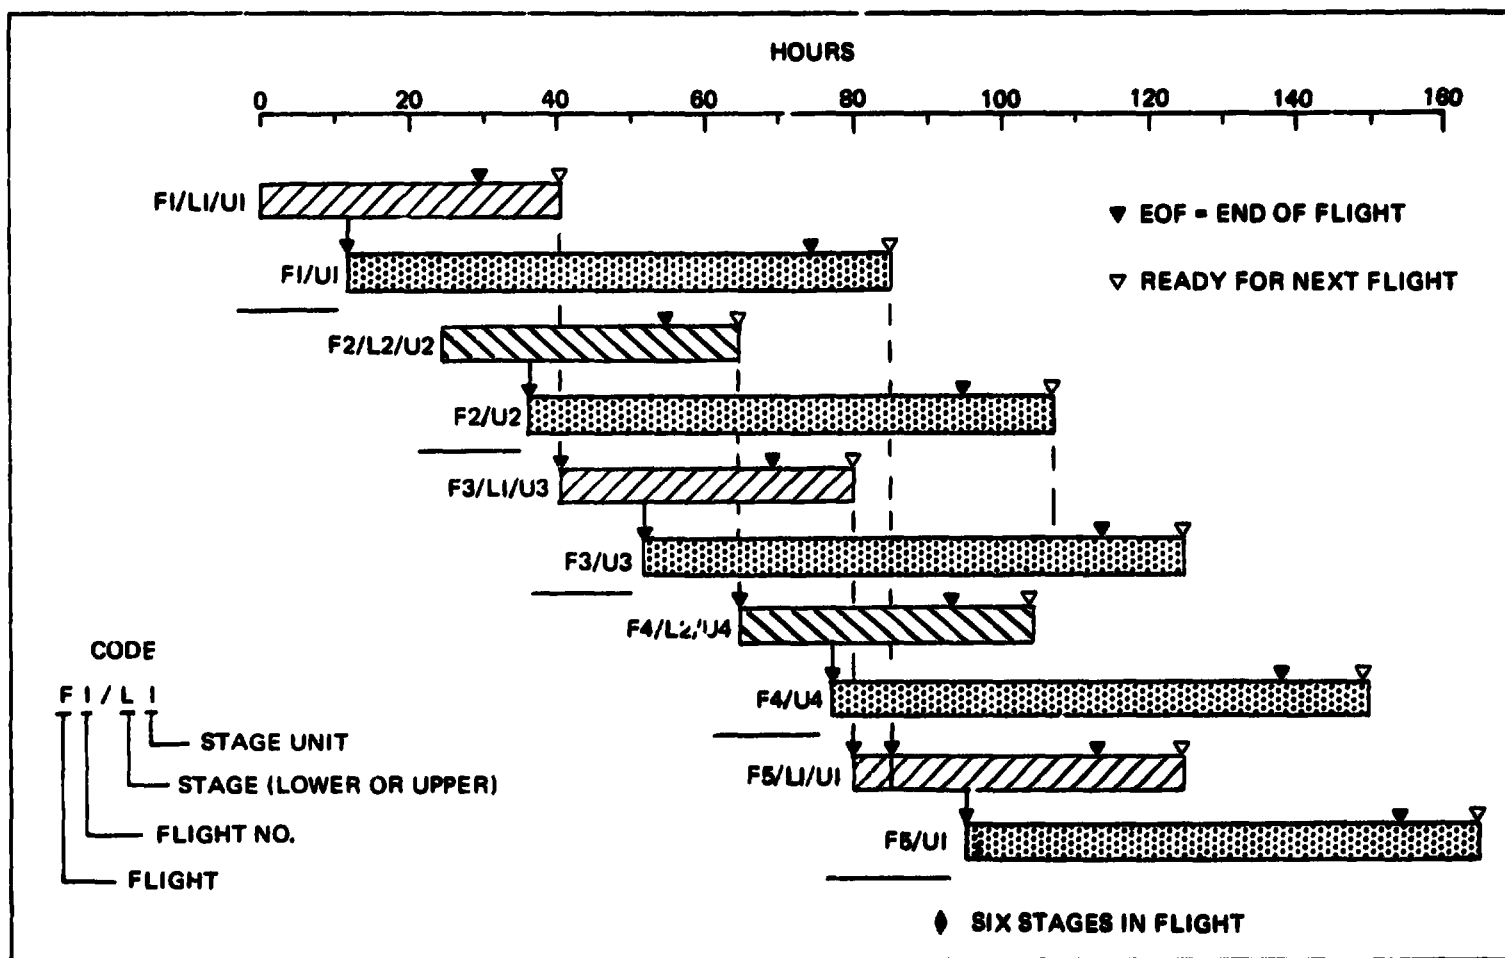 HOURS
0 20 40 60 80 100 120 140 160
F1/L1/U1
▼ EOF = END OF FLIGHT
F1/U1
▽ READY FOR NEXT FLIGHT
F2/L2/U2
F2/U2
F3/L1/U3
F3/U3
F4/L2/U4
CODE
F 1 / L 1
F4/U4
STAGE UNIT
F5/L1/U1
STAGE (LOWER OR UPPER)
FLIGHT NO.
F5/U1
FLIGHT
SIX STAGES IN FLIGHT